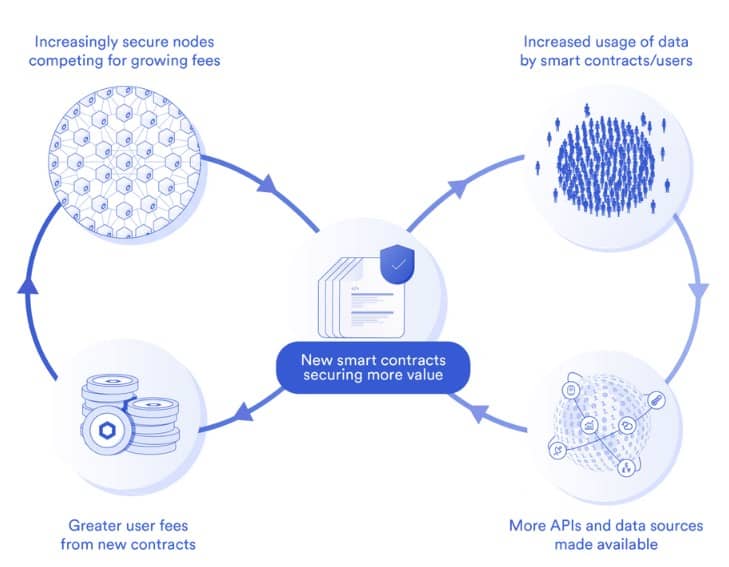 Increasingly secure nodes
competing for growing fees
Increased usage of data
by smart contracts/users
</>
New smart contracts
securing more value
Greater user fees
from new contracts
More APIs and data sources
made available